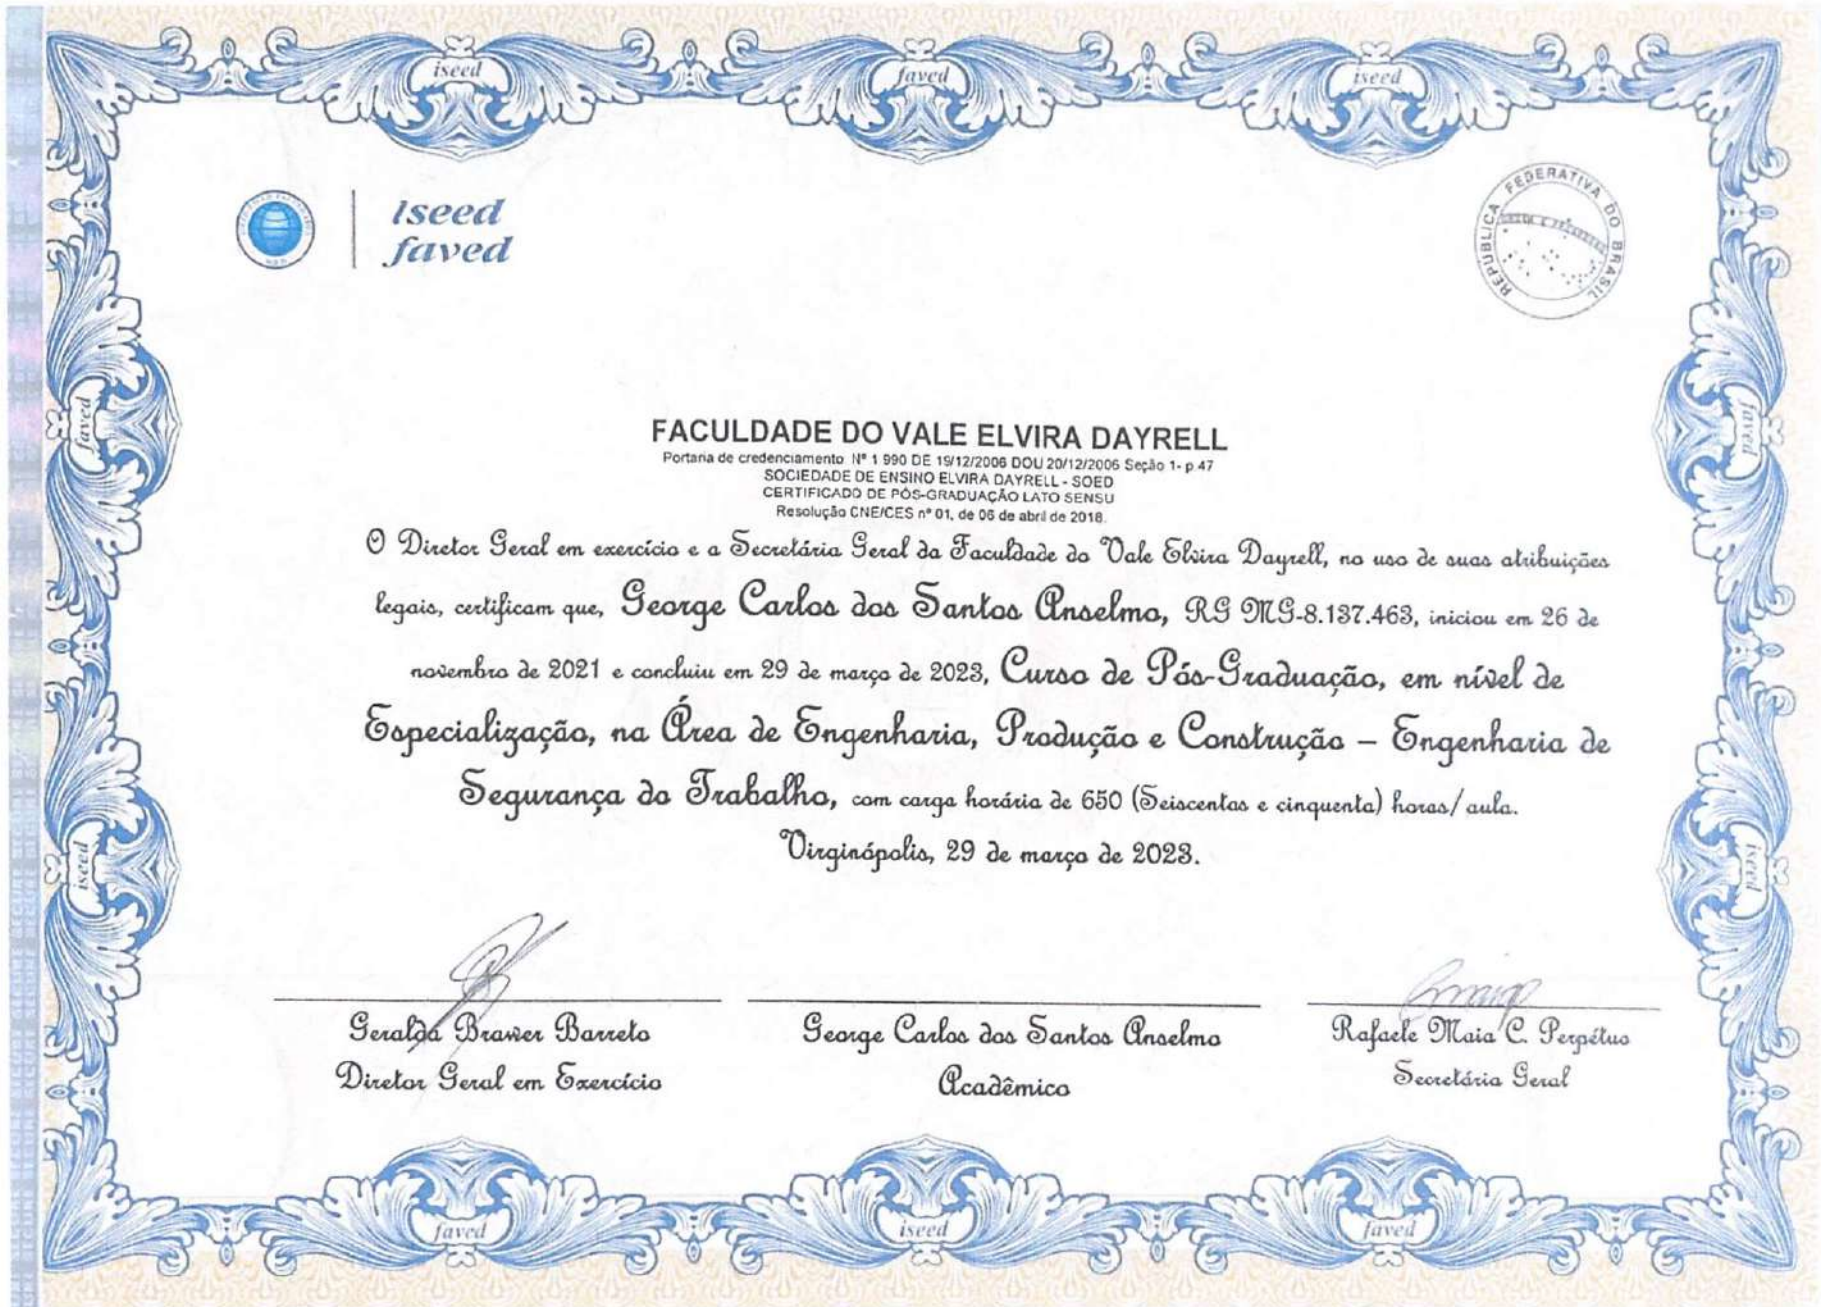 iseed faved iseed
Iseed
faved
REPÚBLICA FEDERATIVA DO BRASIL
FACULDADE DO VALE ELVIRA DAYRELL
Portaria de credenciamento Nº 1 990 DE 19/12/2006 DOU 20/12/2006 Seção 1- p 47
SOCIEDADE DE ENSINO ELVIRA DAYRELL - SOED
CERTIFICADO DE PÓS-GRADUAÇÃO LATO SENSU
Resolução CNE/CES nº 01, de 06 de abril de 2018.
O Diretor Geral em exercício e a Secretária Geral da Faculdade do Vale Elvira Dayrell, no uso de suas atribuições
legais, certificam que, George Carlos dos Santos Anselmo, RG MG-8.137.463, iniciou em 26 de
novembro de 2021 e concluiu em 29 de março de 2023, Curso de Pós-Graduação, em nível de
Especialização, na Área de Engenharia, Produção e Construção – Engenharia de
Segurança do Trabalho, com carga horária de 650 (Seiscentas e cinquenta) horas/aula.
Virginópolis, 29 de março de 2023.
Geraldo Brawer Barreto
Diretor Geral em Exercício
George Carlos dos Santos Anselmo
Acadêmico
Rafaele Maia C. Perpétuo
Secretária Geral
faved
iseed
faved
iseed
faved iseed faved